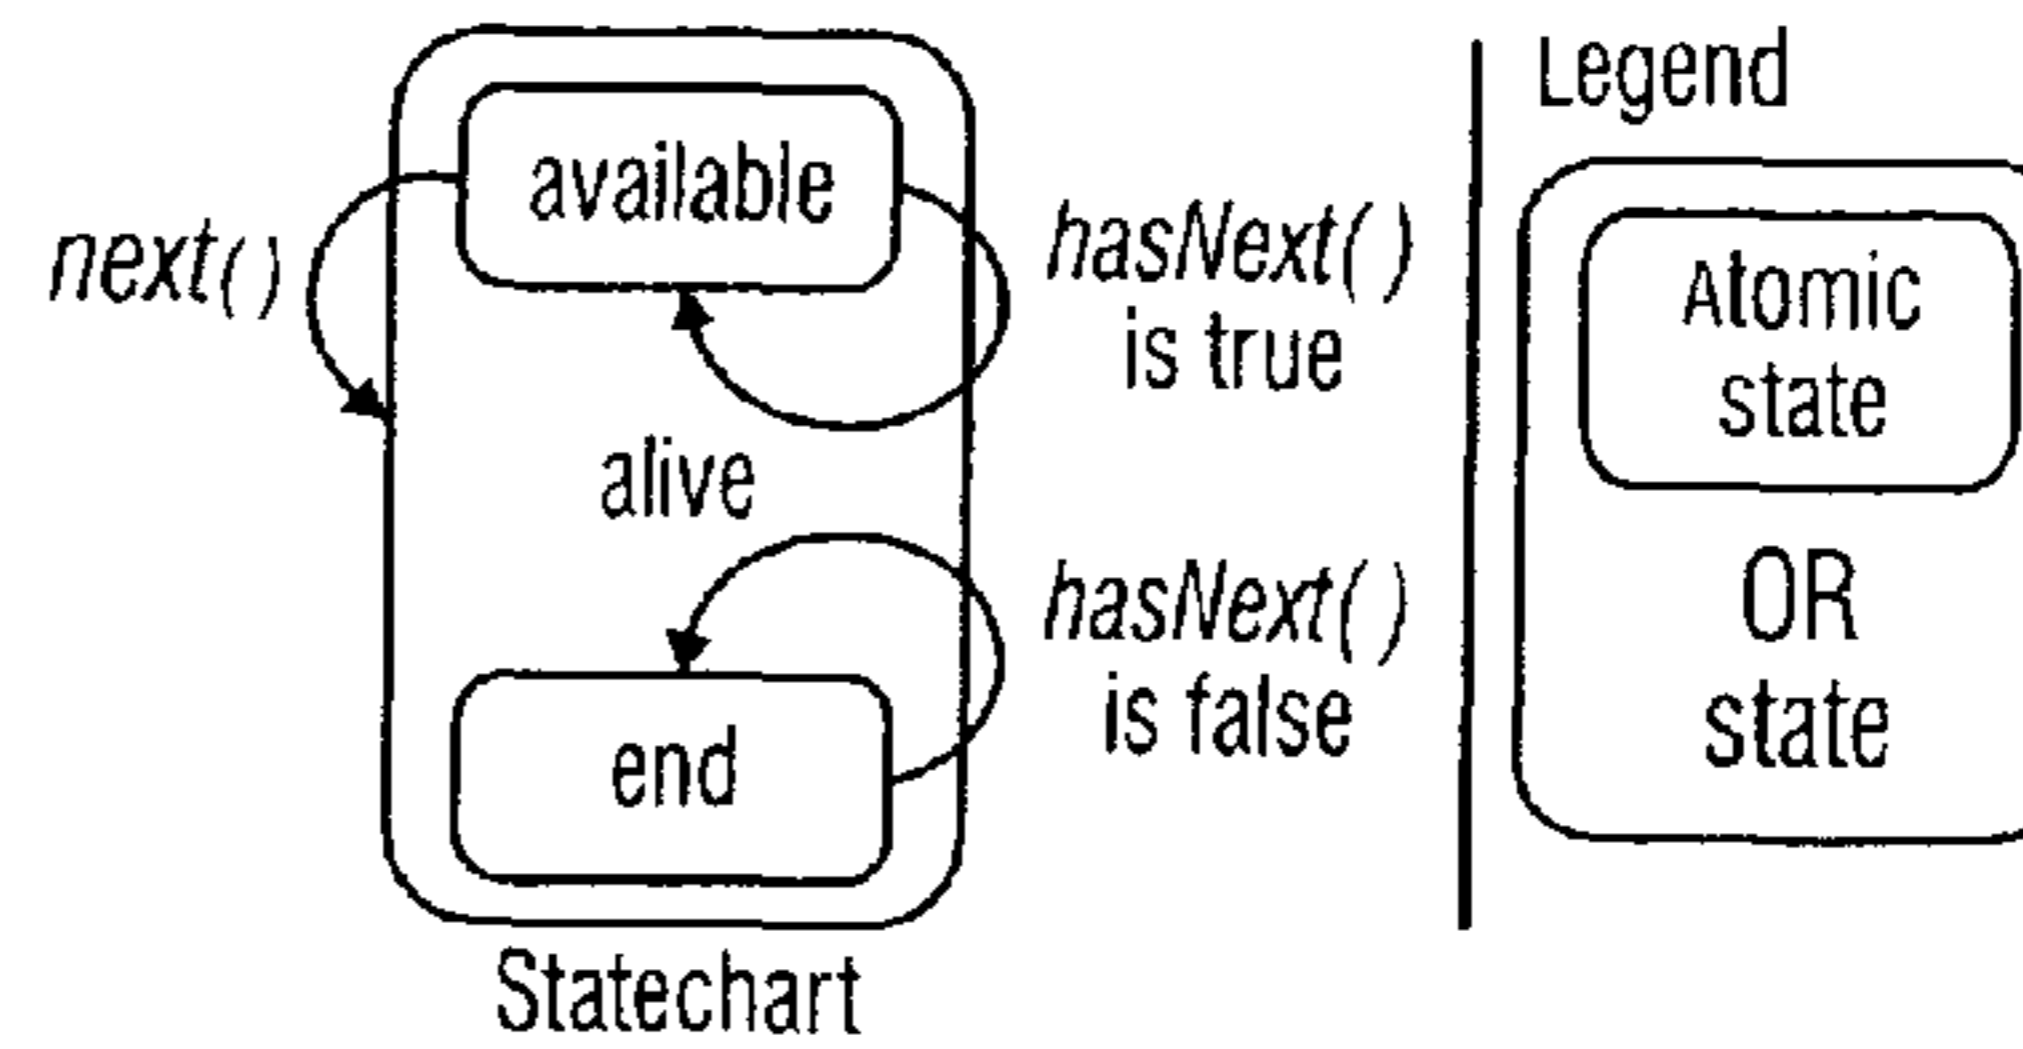 available
next()
hasNext()
is true
alive
hasNext()
is false
end
Statechart
Legend
Atomic
state
OR
state